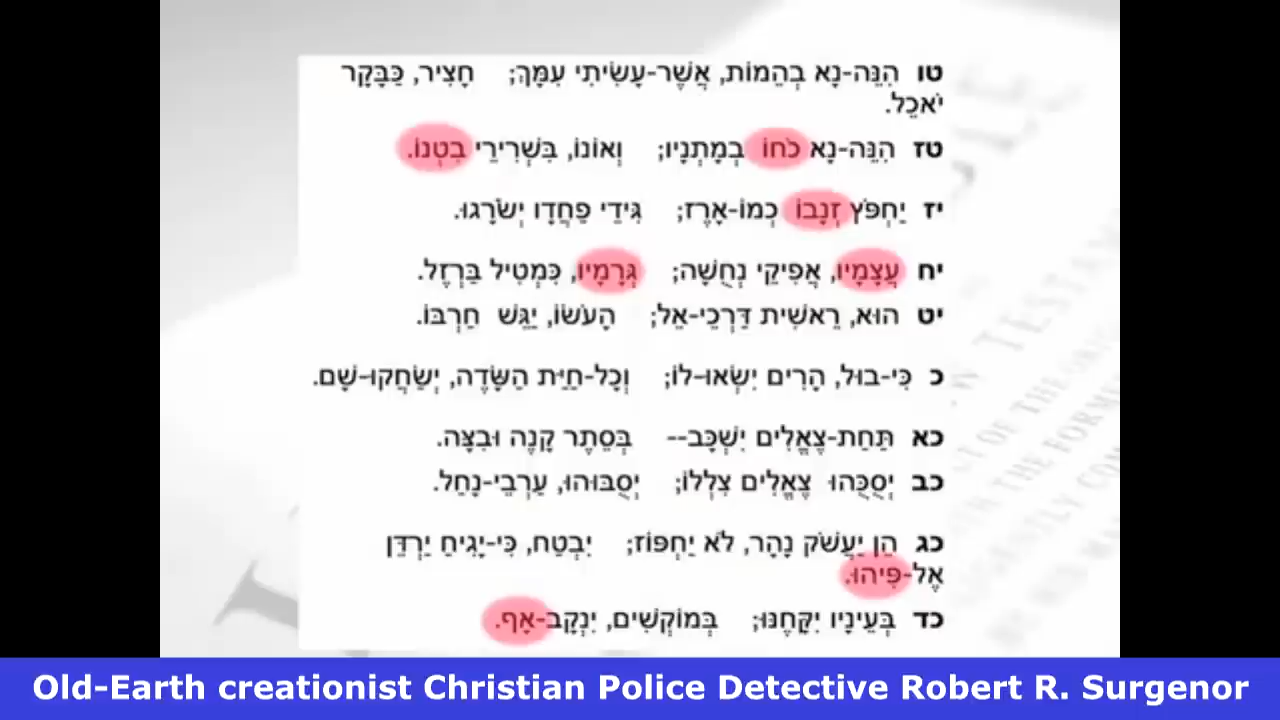 טו הִנֵּה-נָא בְהֵמוֹת, אֲשֶׁר-עָשִׂיתִי עִמָּךְ; חָצִיר, כַּבָּקָר
יֹאכֵל.
טז הִנֵּה-נָא כֹחוֹ בְמָתְנָיו; וְאוֹנוֹ, בִּשְׁרִירֵי בִטְנוֹ.
יז יַחְפֹּץ זְנָבוֹ כְמוֹ-אָרֶז; גִּידֵי פַחֲדָו יְשֹׂרָגוּ.
יח עֲצָמָיו, אֲפִיקֵי נְחֻשָׁה; גְּרָמָיו, כִּמְטִיל בַּרְזֶל.
יט הוּא, רֵאשִׁית דַּרְכֵי-אֵל; הָעֹשׂוֹ, יַגֵּשׁ חַרְבּוֹ.
כ כִּי-בוּל, הָרִים יִשְׂאוּ-לוֹ; וְכָל-חַיַּת הַשָּׂדֶה, יְשַׂחֲקוּ-שָׁם.
כא תַּחַת-צֶאֱלִים יִשְׁכָּב-- בְּסֵתֶר קָנֶה וּבִצָּה.
כב יְסֻכֻּהוּ צֶאֱלִים צִלְלוֹ; יְסֻבּוּהוּ, עַרְבֵי-נָחַל.
כג הֵן יַעֲשֹׁק נָהָר, לֹא יַחְפּוֹז; יִבְטַח, כִּי-יָגִיחַ יַרְדֵּן
אֶל-פִּיהוּ.
כד בְּעֵינָיו יִקָּחֶנּוּ; בְּמוֹקְשִׁים, יִנְקָב-אָף.
Old-Earth creationist Christian Police Detective Robert R. Surgenor